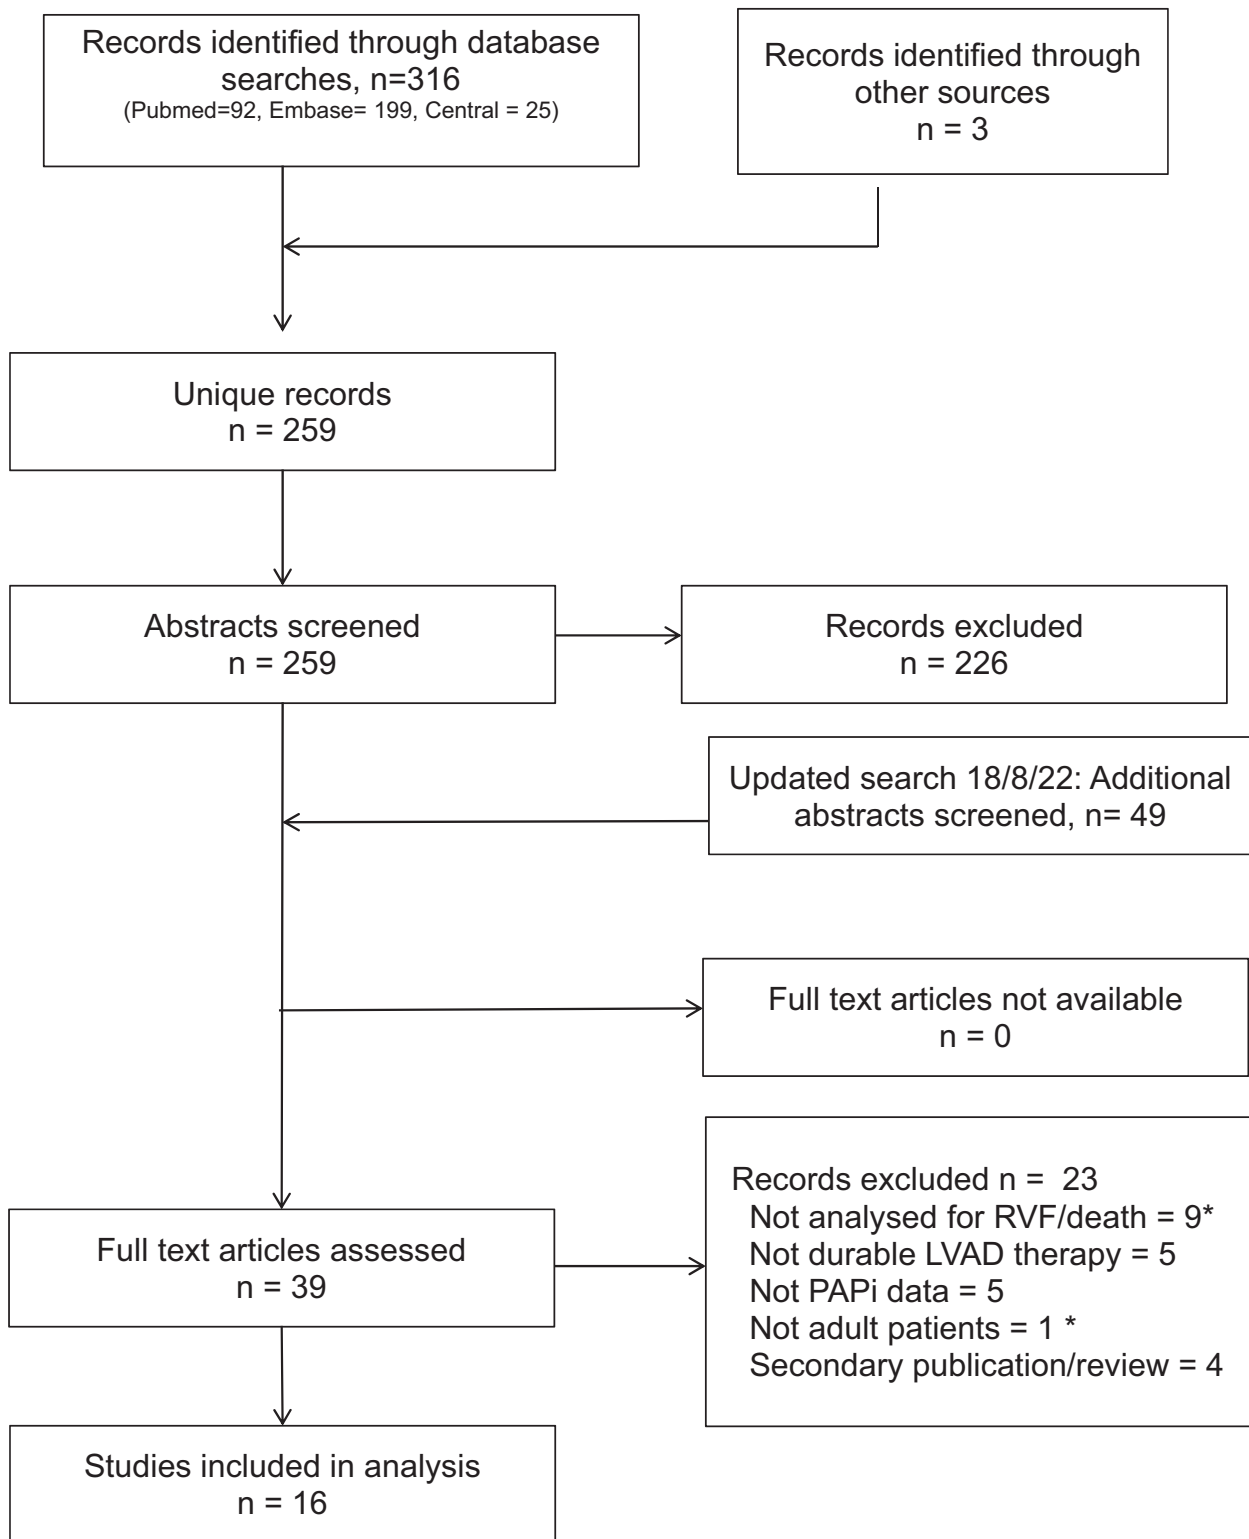 Records identified through database
searches, n=316
(Pubmed=92, Embase= 199, Central = 25)
Records identified through
other sources
n = 3
Unique records
n = 259
Abstracts screened
n = 259
Records excluded
n = 226
Updated search 18/8/22: Additional
abstracts screened, n= 49
Full text articles not available
n = 0
Full text articles assessed
n = 39
Records excluded n =  23
Not analysed for RVF/death = 9*
Not durable LVAD therapy = 5
Not PAPi data = 5
Not adult patients = 1 *
Secondary publication/review = 4
Studies included in analysis
n = 16